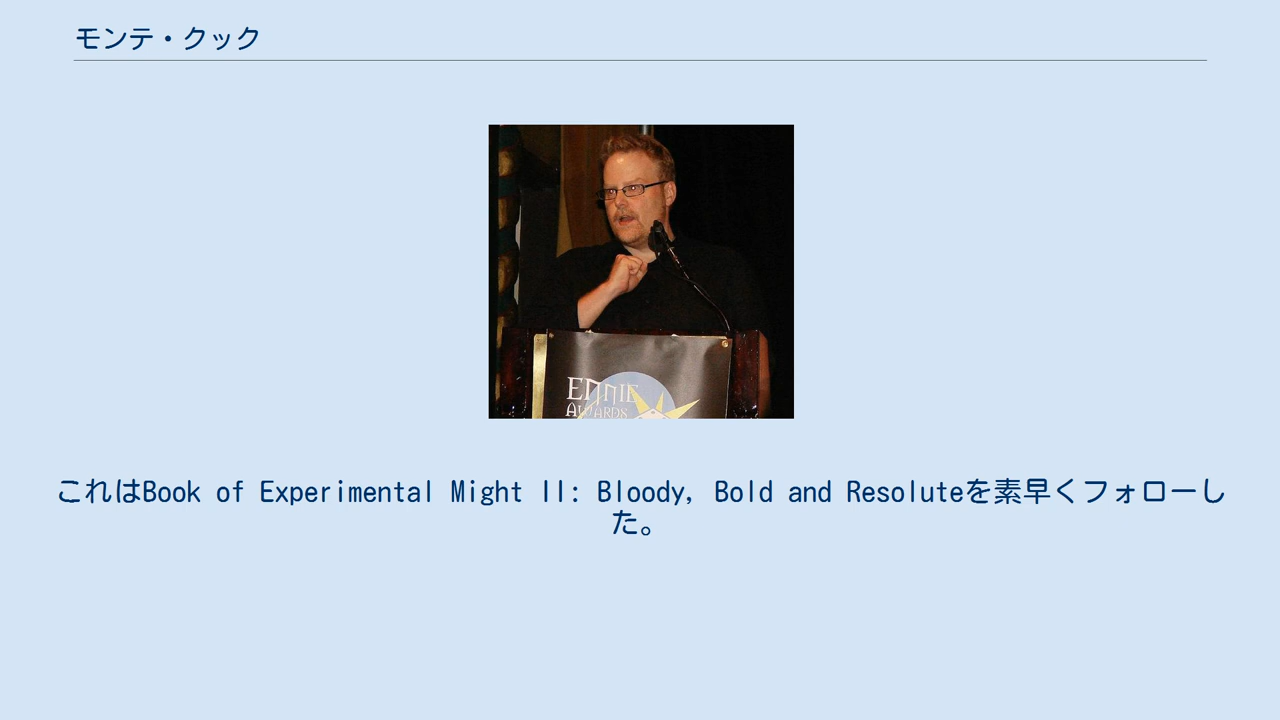 モンテ・クック
ENNIE
AWARDS
これはBook of Experimental Might II: Bloody, Bold and Resoluteを素早くフォローし
た。